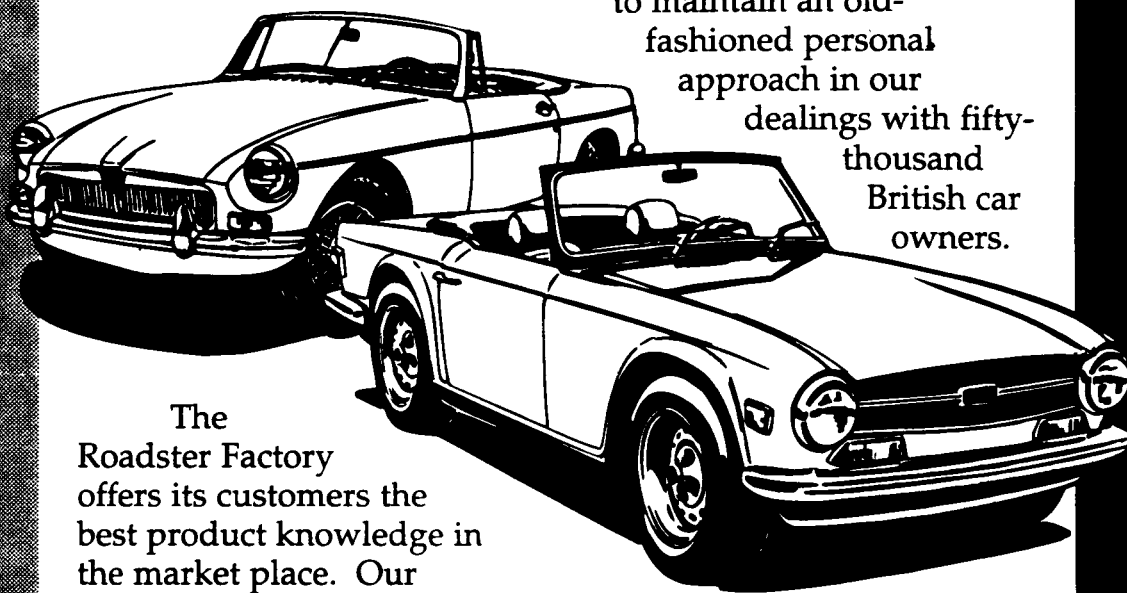 to maintain an old-
fashioned personal
approach in our
dealings with fifty-
thousand
British car
owners.
The
Roadster Factory
offers its customers the
best product knowledge in
the market place. Our